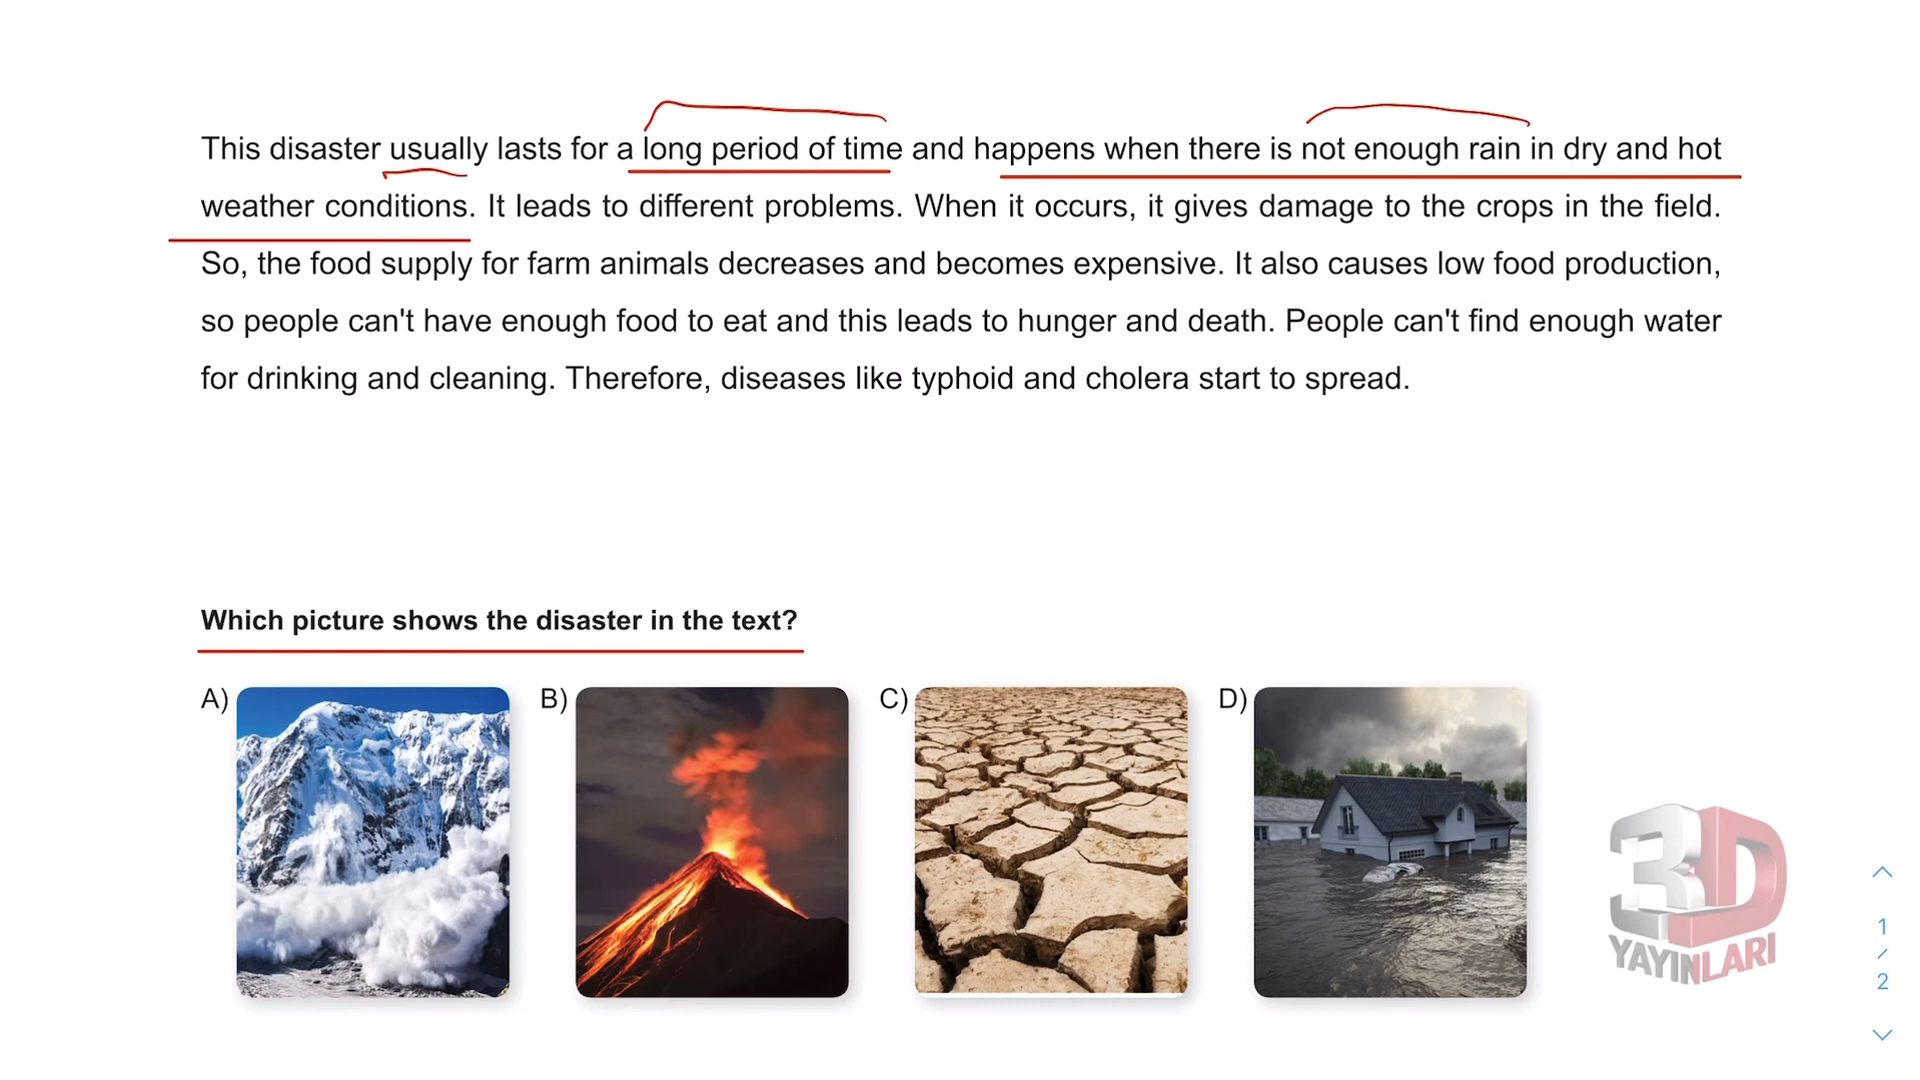 This disaster usually lasts for a long period of time and happens when there is not enough rain in dry and hot
weather conditions. It leads to different problems. When it occurs, it gives damage to the crops in the field.
So, the food supply for farm animals decreases and becomes expensive. It also causes low food production,
so people can't have enough food to eat and this leads to hunger and death. People can't find enough water
for drinking and cleaning. Therefore, diseases like typhoid and cholera start to spread.
Which picture shows the disaster in the text?
A)
B)
C)
D)
3D
YAYINLARI
1
/
2